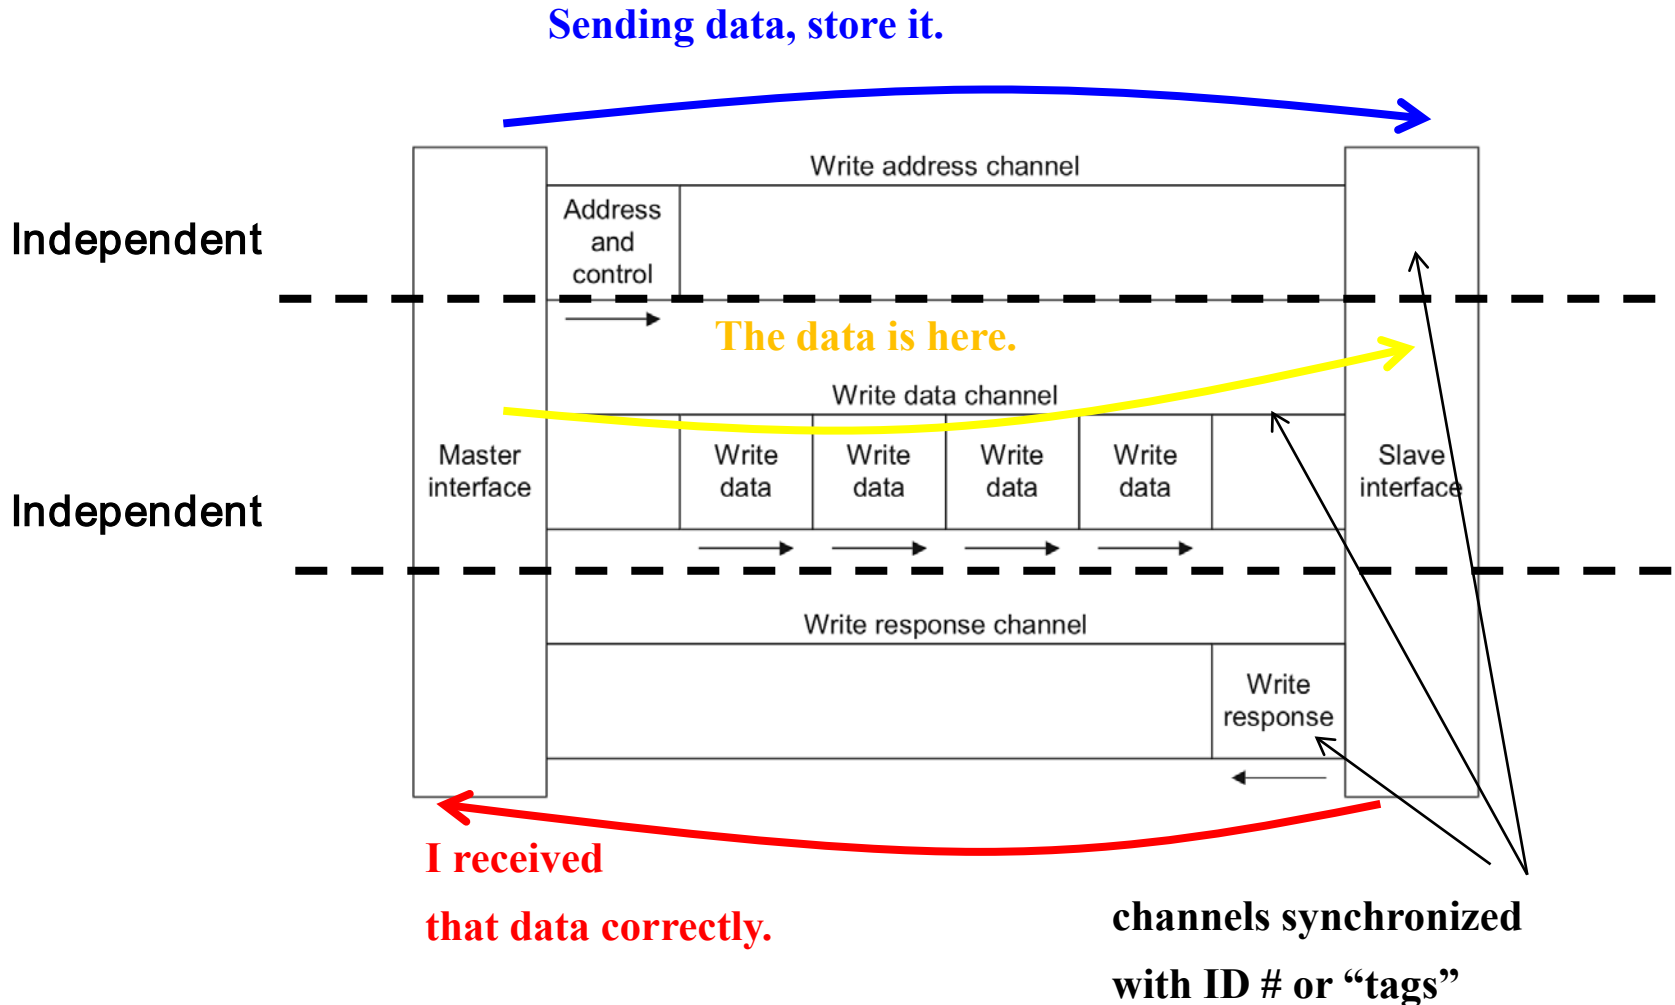 Sending data, store it.
Write address channel
Independent
Address
and
control
The data is here.
Write data channel
Master
interface
Write
data
Write
data
Write
data
Write
data
Slave
interface
Independent
Write response channel
Write
response
I received
that data correctly.
channels synchronized
with ID # or “tags”